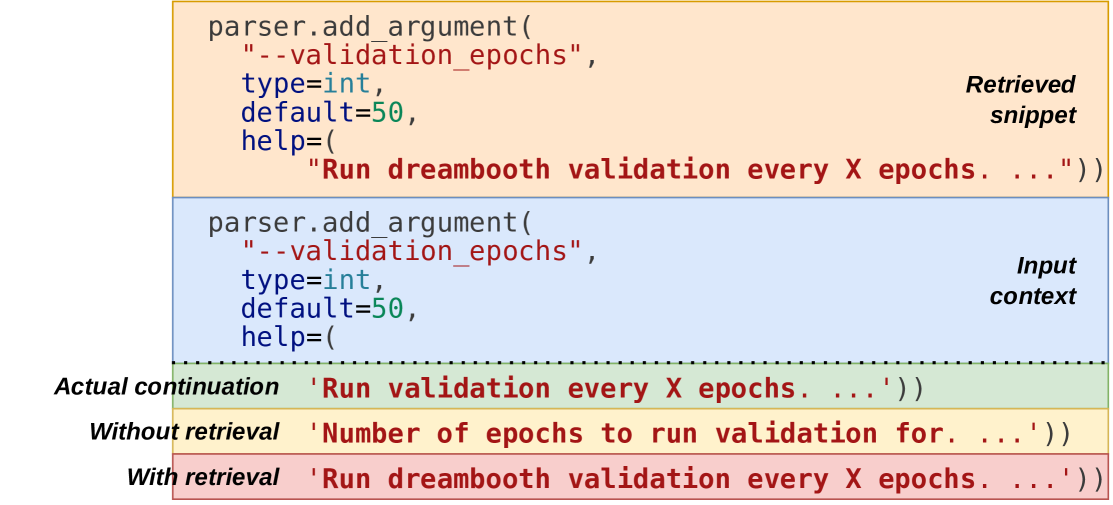 parser.add_argument(
"--validation_epochs",
type=int,
default=50,
help=(
"Run dreambooth validation every X epochs. ..."))
Retrieved
snippet
parser.add_argument(
"--validation_epochs",
type=int,
default=50,
help=(
Input
context
Actual continuation 'Run validation every X epochs. ...'))
Without retrieval 'Number of epochs to run validation for. ...'))
With retrieval 'Run dreambooth validation every X epochs. ...'))